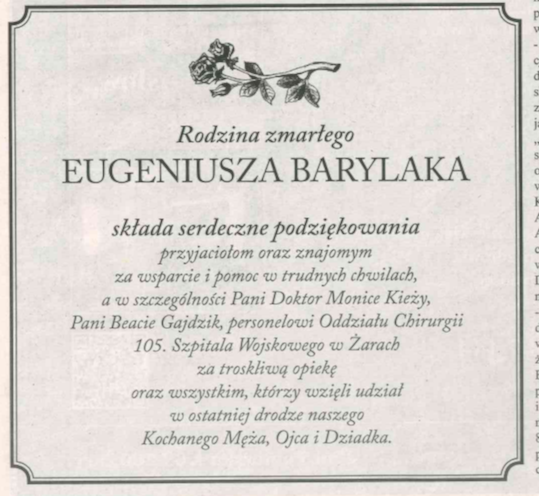 Rodzina zmarłego
EUGENIUSZA BARYLAKA
składa serdeczne podziękowania
przyjaciołom oraz znajomym
za wsparcie i pomoc w trudnych chwilach,
a w szczególności Pani Doktor Monice Kieży,
Pani Beacie Gajdzik, personelowi Oddziału Chirurgii
105. Szpitala Wojskowego w Żarach
za troskliwą opiekę
oraz wszystkim, którzy wzięli udział
w ostatniej drodze naszego
Kochanego Męża, Ojca i Dziadka.